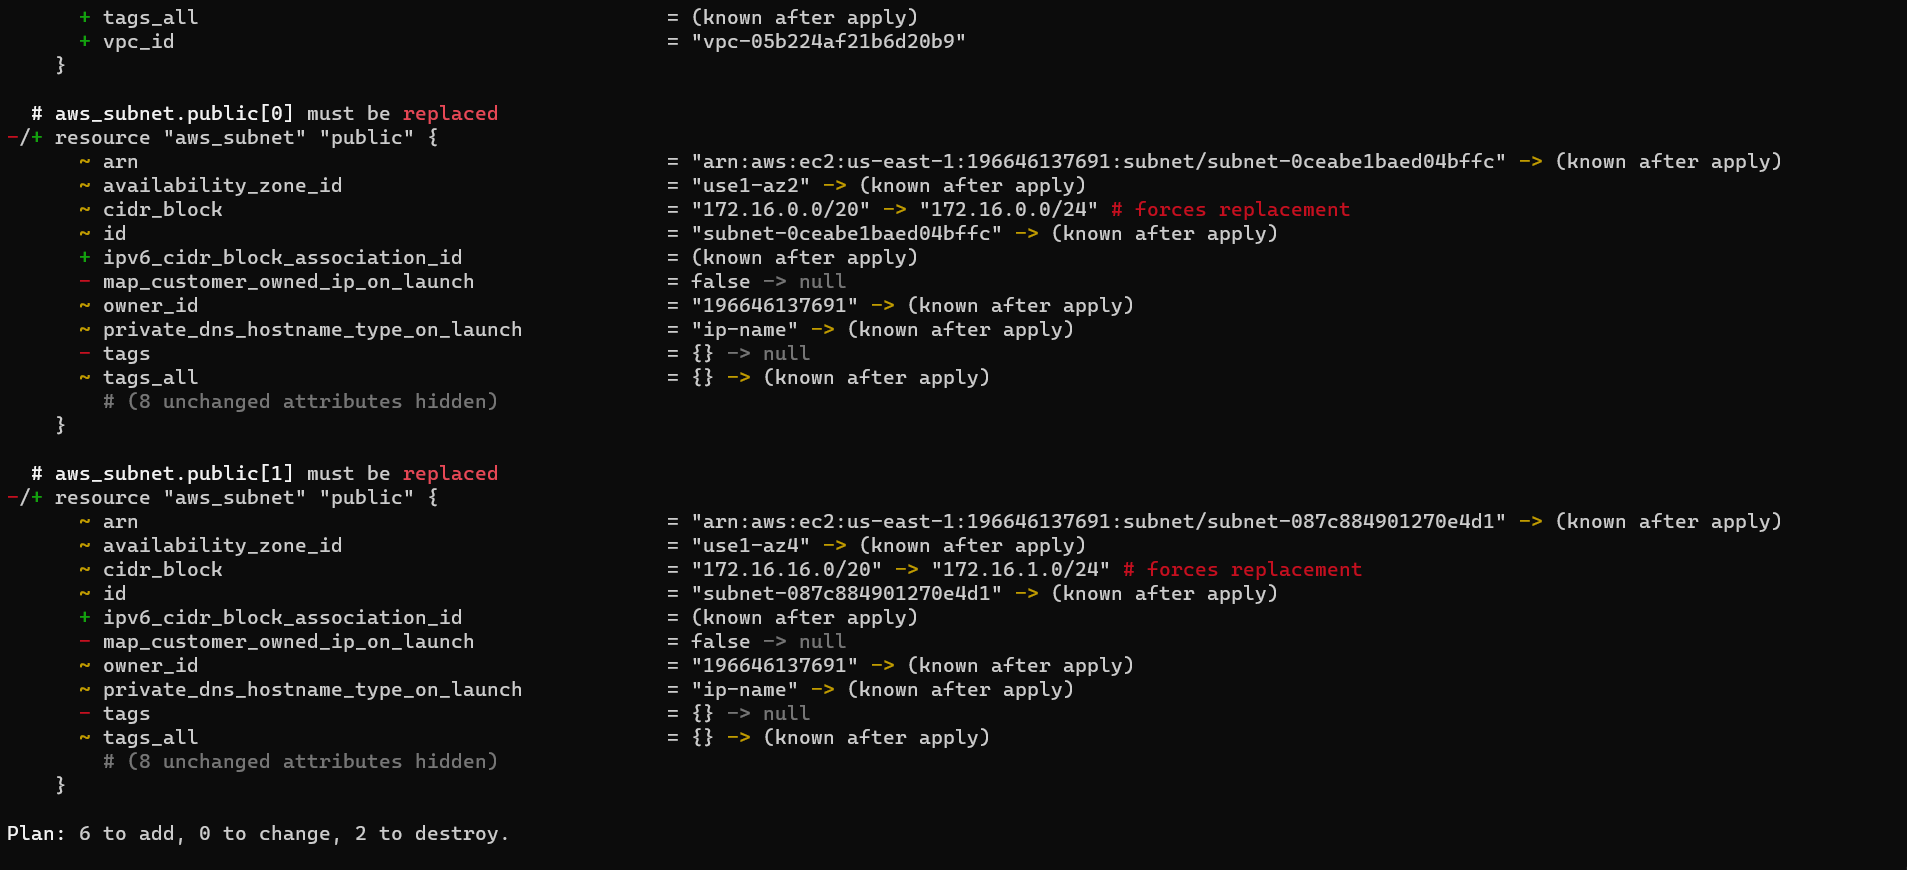 + tags_all = (known after apply)
+ vpc_id = "vpc-05b224af21b6d20b9"
}
# aws_subnet.public[0] must be replaced
-/+ resource "aws_subnet" "public" {
~ arn = "arn:aws:ec2:us-east-1:196646137691:subnet/subnet-0ceabe1baed04bffc" -> (known after apply)
~ availability_zone_id = "use1-az2" -> (known after apply)
~ cidr_block = "172.16.0.0/20" -> "172.16.0.0/24" # forces replacement
~ id = "subnet-0ceabe1baed04bffc" -> (known after apply)
+ ipv6_cidr_block_association_id = (known after apply)
- map_customer_owned_ip_on_launch = false -> null
~ owner_id = "196646137691" -> (known after apply)
~ private_dns_hostname_type_on_launch = "ip-name" -> (known after apply)
- tags = {} -> null
~ tags_all = {} -> (known after apply)
# (8 unchanged attributes hidden)
}
# aws_subnet.public[1] must be replaced
-/+ resource "aws_subnet" "public" {
~ arn = "arn:aws:ec2:us-east-1:196646137691:subnet/subnet-087c884901270e4d1" -> (known after apply)
~ availability_zone_id = "use1-az4" -> (known after apply)
~ cidr_block = "172.16.16.0/20" -> "172.16.1.0/24" # forces replacement
~ id = "subnet-087c884901270e4d1" -> (known after apply)
+ ipv6_cidr_block_association_id = (known after apply)
- map_customer_owned_ip_on_launch = false -> null
~ owner_id = "196646137691" -> (known after apply)
~ private_dns_hostname_type_on_launch = "ip-name" -> (known after apply)
- tags = {} -> null
~ tags_all = {} -> (known after apply)
# (8 unchanged attributes hidden)
}
Plan: 6 to add, 0 to change, 2 to destroy.